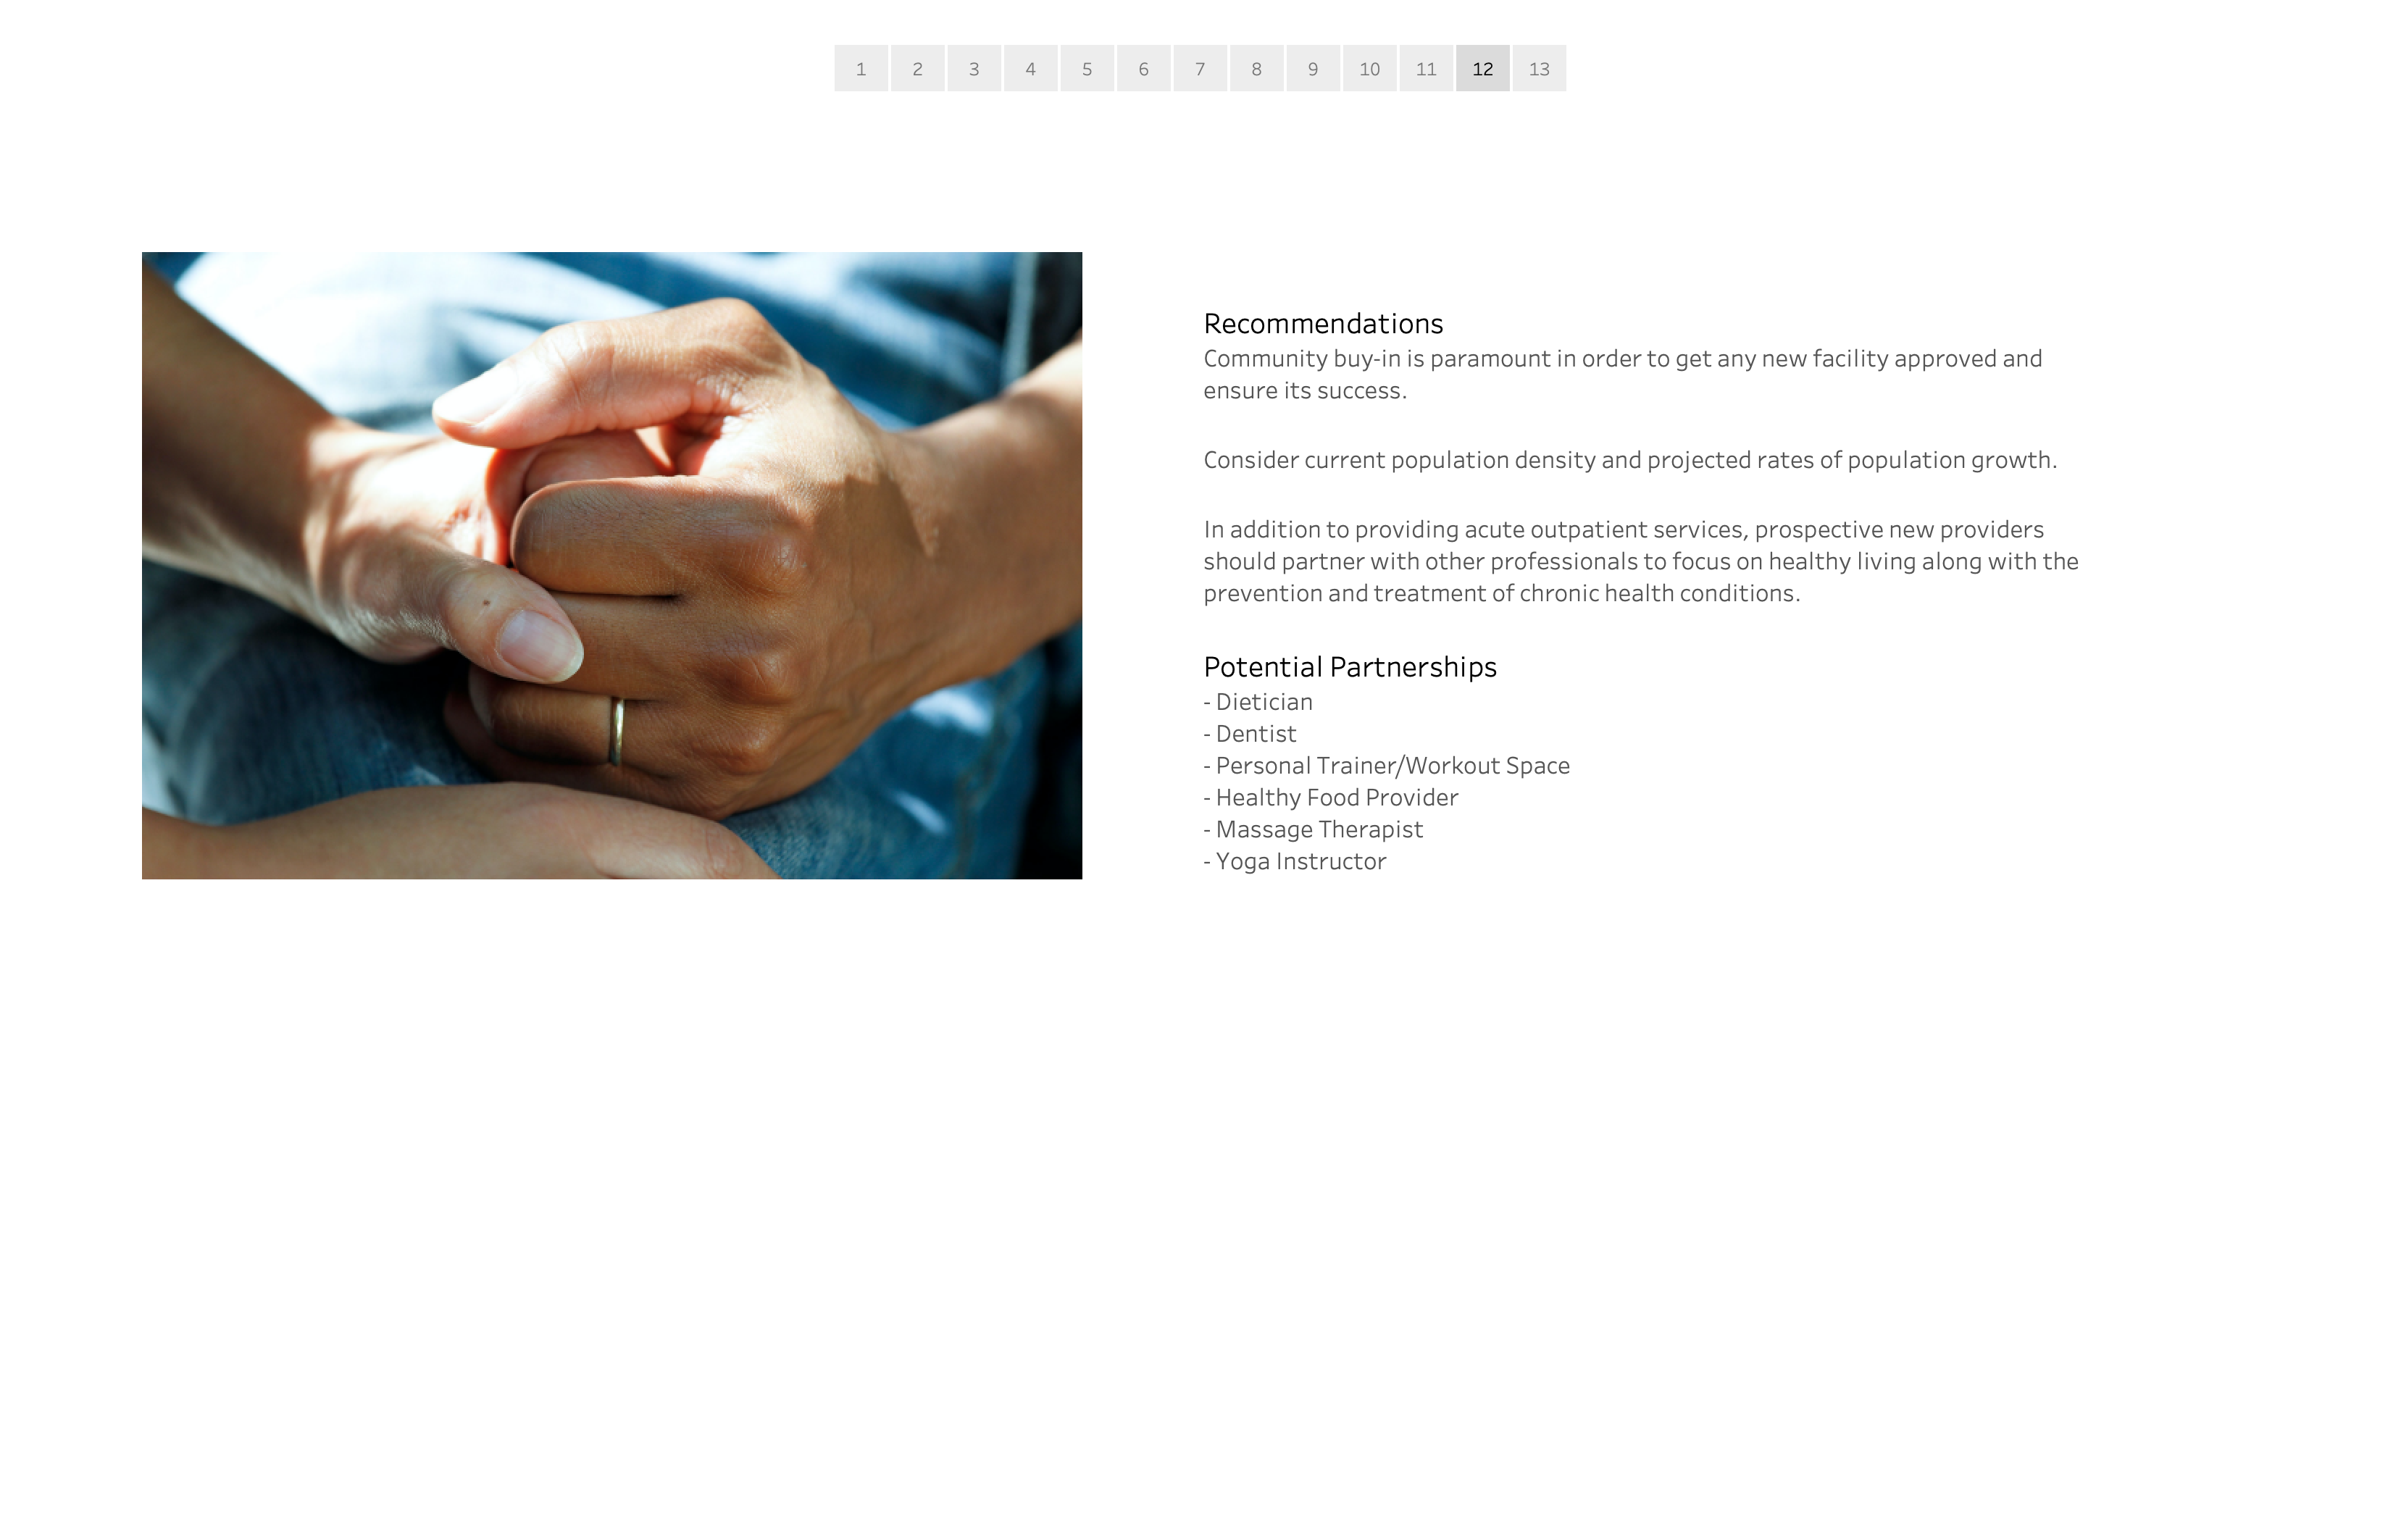 1 2 3 4 5 6 7 8 9 10 11 12 13
Recommendations
Community buy-in is paramount in order to get any new facility approved and
ensure its success.
Consider current population density and projected rates of population growth.
In addition to providing acute outpatient services, prospective new providers
should partner with other professionals to focus on healthy living along with the
prevention and treatment of chronic health conditions.
Potential Partnerships
- Dietician
- Dentist
- Personal Trainer/Workout Space
- Healthy Food Provider
- Massage Therapist
- Yoga Instructor